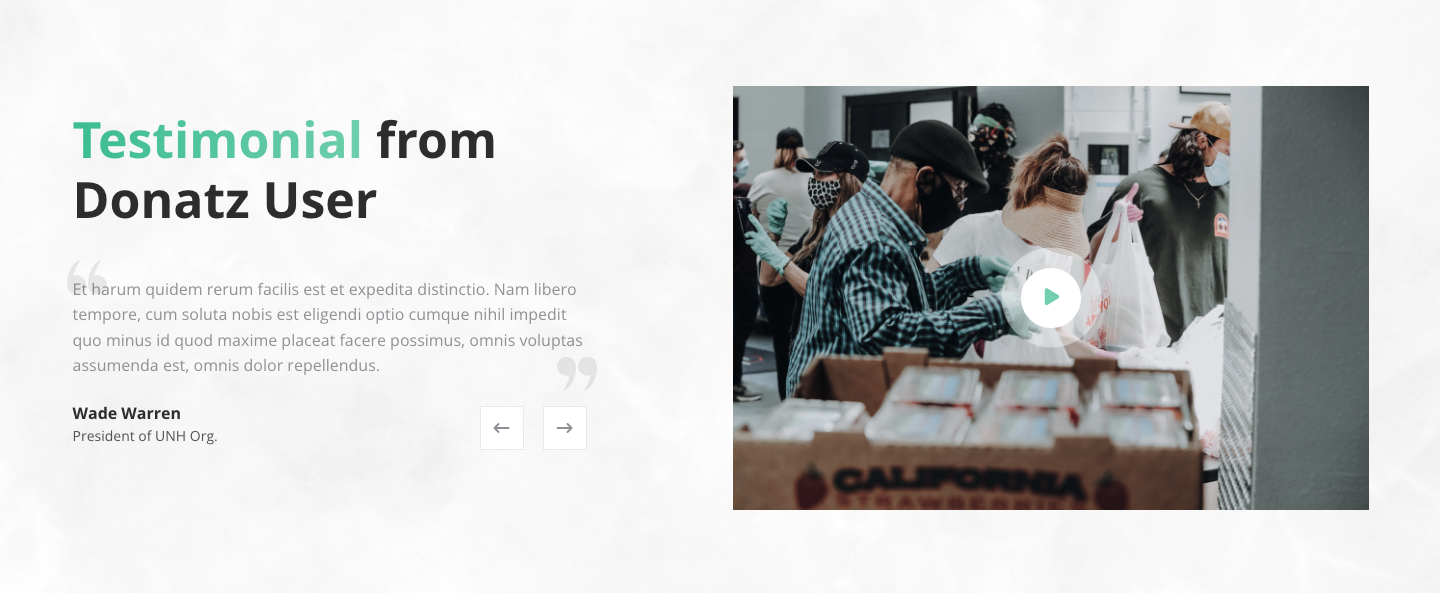 Testimonial from
Donatz User
“
Et harum quidem rerum facilis est et expedita distinctio. Nam libero
tempore, cum soluta nobis est eligendi optio cumque nihil impedit
quo minus id quod maxime placeat facere possimus, omnis voluptas
assumenda est, omnis dolor repellendus.
”
Wade Warren
President of UNH Org.
CALIFORNIA
STRAWBERRIES